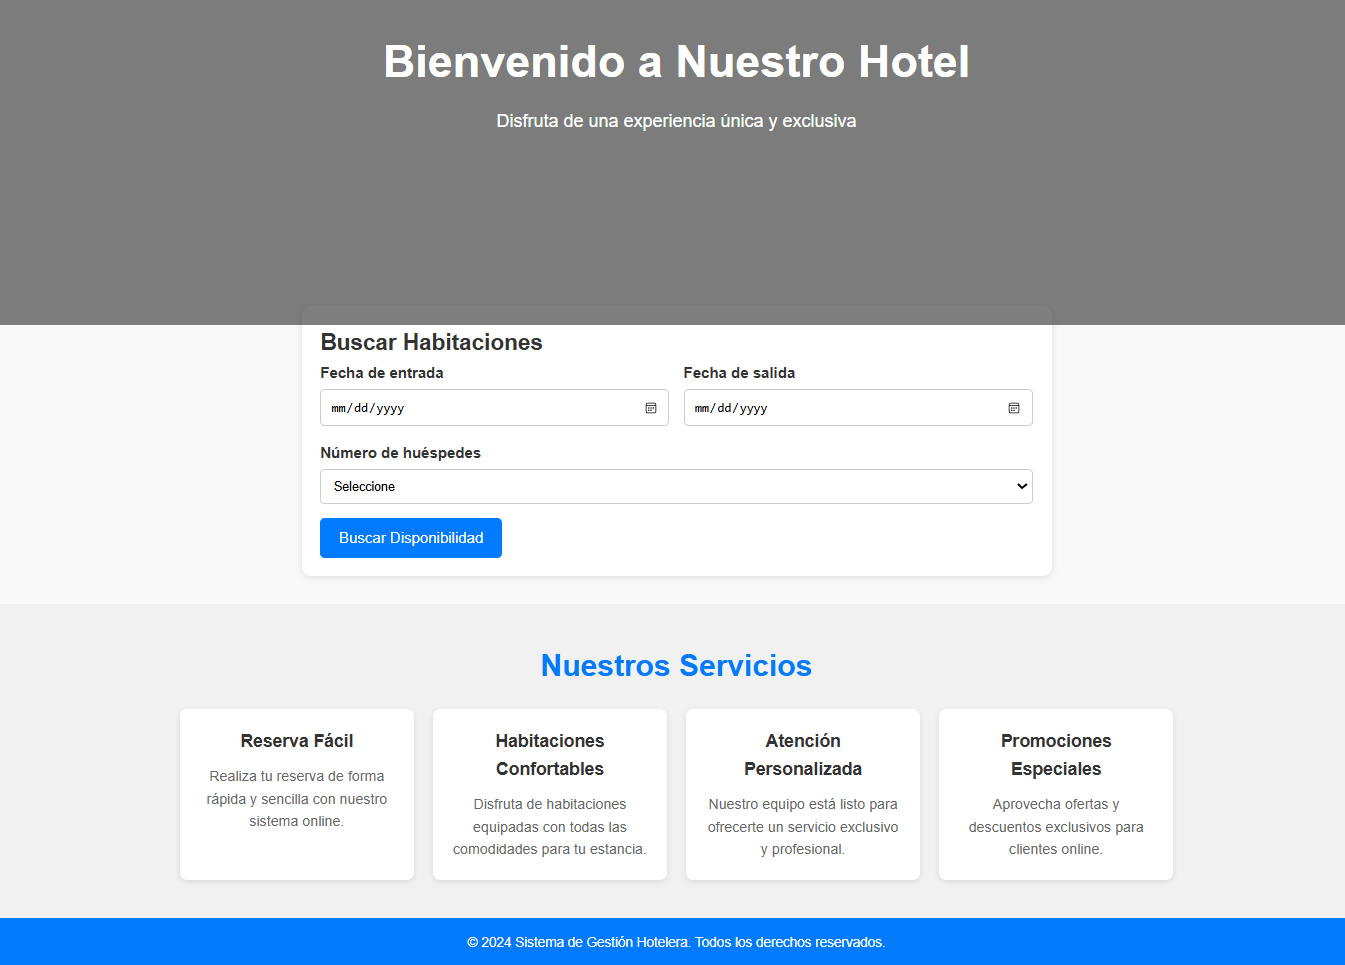 Bienvenido a Nuestro Hotel
Disfruta de una experiencia única y exclusiva
Buscar Habitaciones
Fecha de entrada
Fecha de salida
mm/dd/yyyy
mm/dd/yyyy
Número de huéspedes
Seleccione
Buscar Disponibilidad
Nuestros Servicios
Reserva Fácil
Realiza tu reserva de forma
rápida y sencilla con nuestro
sistema online.
Habitaciones
Confortables
Disfruta de habitaciones
equipadas con todas las
comodidades para tu estancia.
Atención
Personalizada
Nuestro equipo está listo para
ofrecerte un servicio exclusivo
y profesional.
Promociones
Especiales
Aprovecha ofertas y
descuentos exclusivos para
clientes online.
© 2024 Sistema de Gestión Hotelera. Todos los derechos reservados.